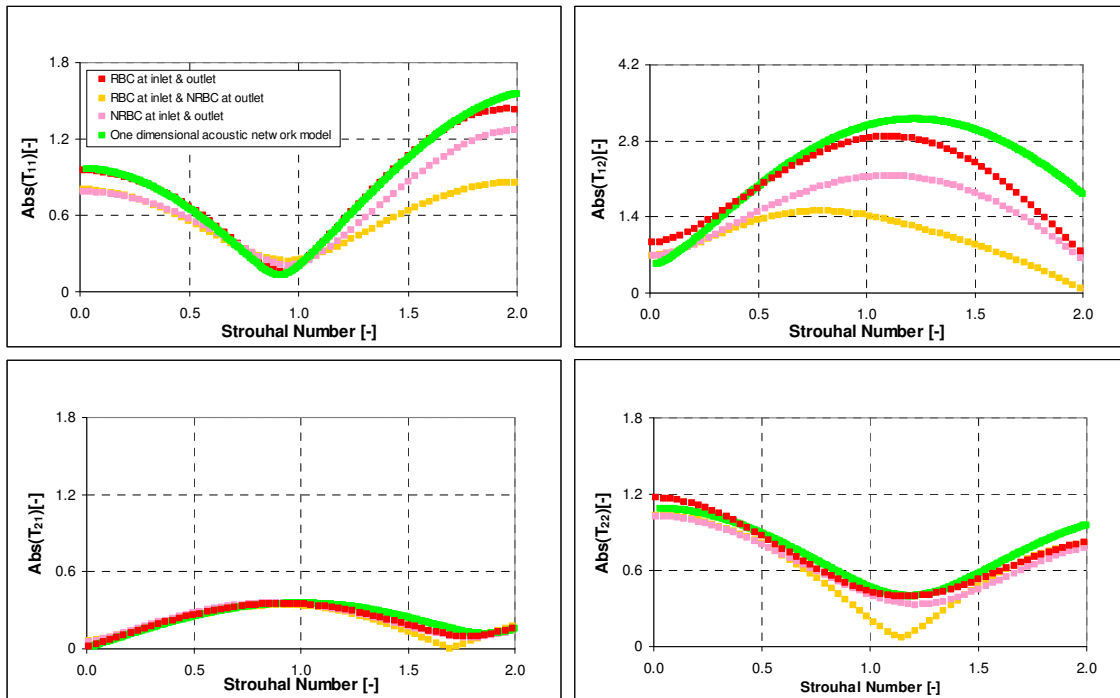 1.8
1.2
0.6
0
Abs(T11)[-]
RBC at inlet & outlet
RBC at inlet & NRBC at outlet
NRBC at inlet & outlet
One dimensional acoustic netw ork model
0.0 0.5 1.0 1.5 2.0
Strouhal Number [-]
4.2
2.8
1.4
0
Abs(T12)[-]
0.0 0.5 1.0 1.5 2.0
Strouhal Number [-]
1.8
1.2
0.6
0
Abs(T21)[-]
0.0 0.5 1.0 1.5 2.0
Strouhal Number [-]
1.8
1.2
0.6
0
Abs(T22)[-]
0.0 0.5 1.0 1.5 2.0
Strouhal Number [-]